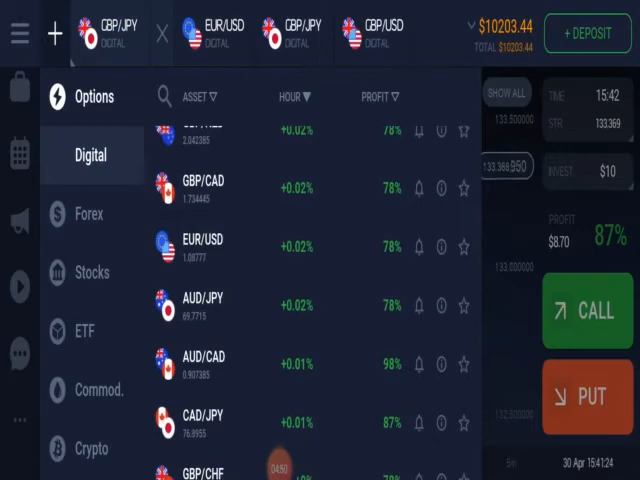 GBP/JPY
DIGITAL
EUR/USD
DIGITAL
GBP/JPY
DIGITAL
GBP/USD
DIGITAL
$10203.44
TOTAL $10203.44
+ DEPOSIT
Options
ASSET
HOUR
PROFIT
SHOW ALL
TIME 15:42
STR 133.369
133.500000
Digital
2.042385
+0.02% 78%
133.368950
INVEST $10
GBP/CAD
1.734445
+0.02% 78%
Forex
PROFIT
$8.70
87%
EUR/USD
1.08777
+0.02% 78%
133.000000
Stocks
AUD/JPY
69.7715
+0.02% 78%
CALL
ETF
AUD/CAD
0.907385
+0.01% 98%
Commod.
PUT
CAD/JPY
76.8955
+0.01% 87%
132.500000
Crypto
04:50
GBP/CHF
5m
30 Apr 15:41:24